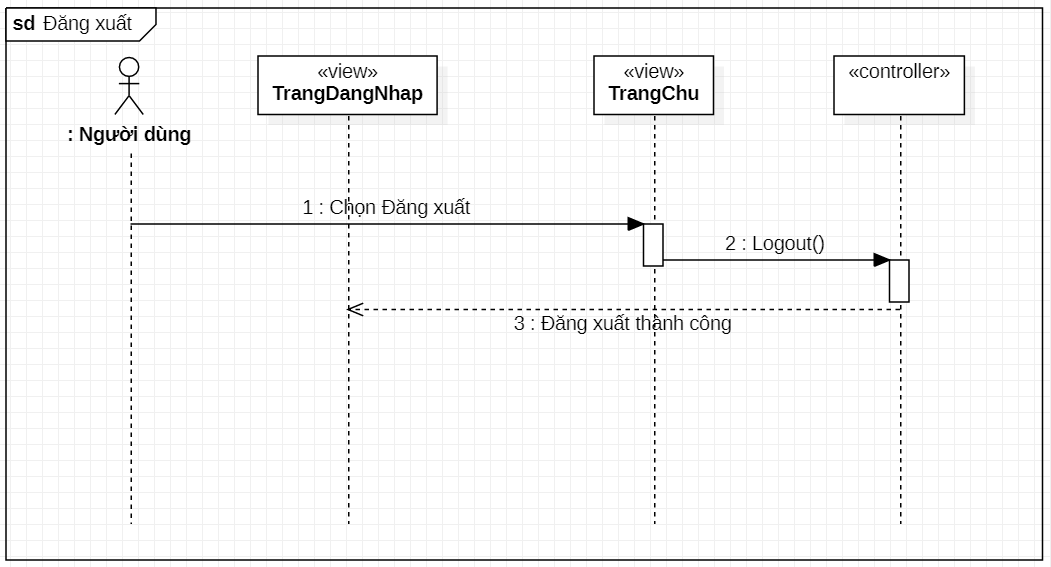 sd Đăng xuất
«view»
TrangDangNhap
«view»
TrangChu
«controller»
: Người dùng
1 : Chọn Đăng xuất
2 : Logout()
3 : Đăng xuất thành công